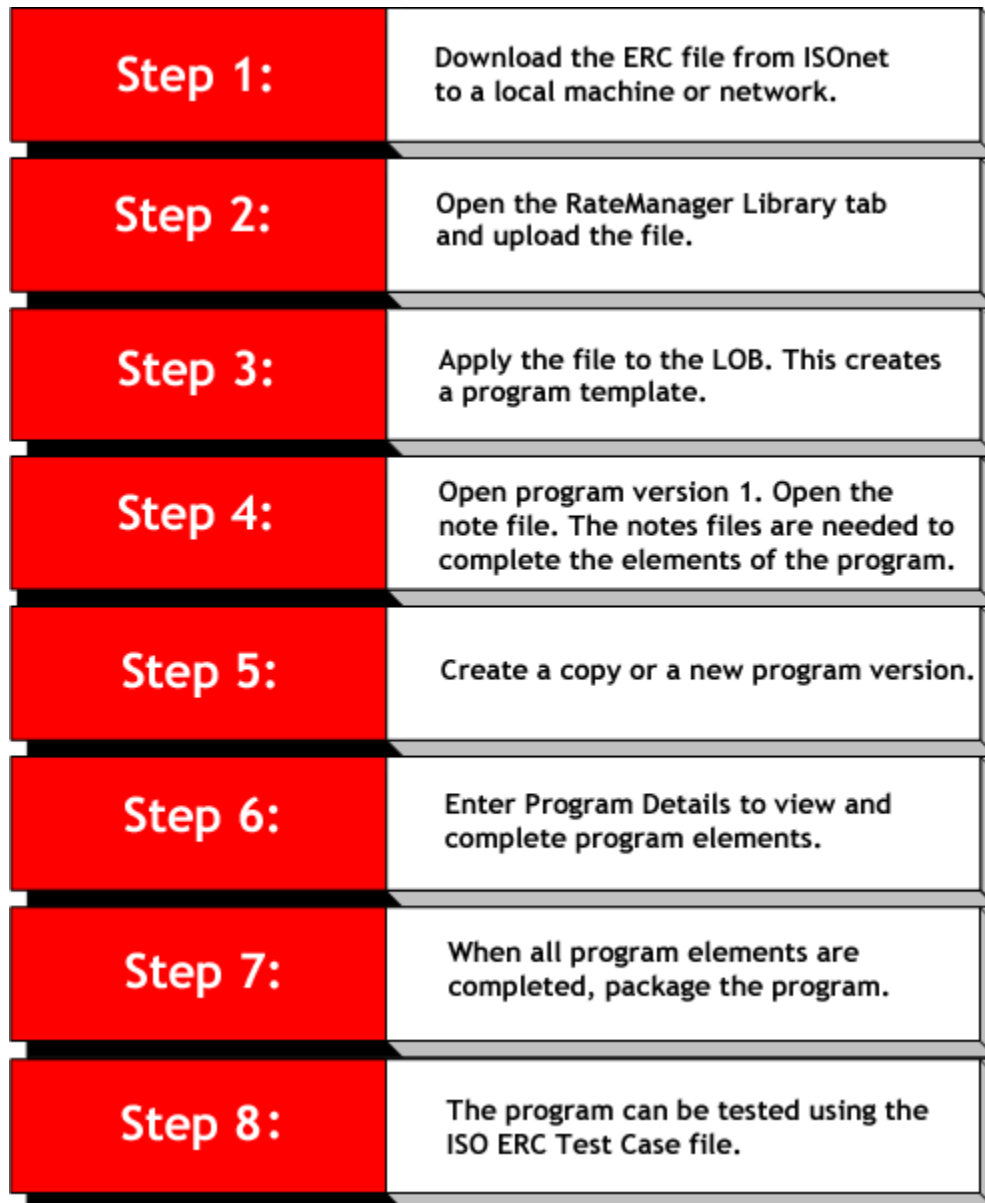 Step 1:
Download the ERC file from ISOnet
to a local machine or network.
Step 2:
Open the RateManager Library tab
and upload the file.
Step 3:
Apply the file to the LOB. This creates
a program template.
Step 4:
Open program version 1. Open the
note file. The notes files are needed to
complete the elements of the program.
Step 5:
Create a copy or a new program version.
Step 6:
Enter Program Details to view and
complete program elements.
Step 7:
When all program elements are
completed, package the program.
Step 8:
The program can be tested using the
ISO ERC Test Case file.